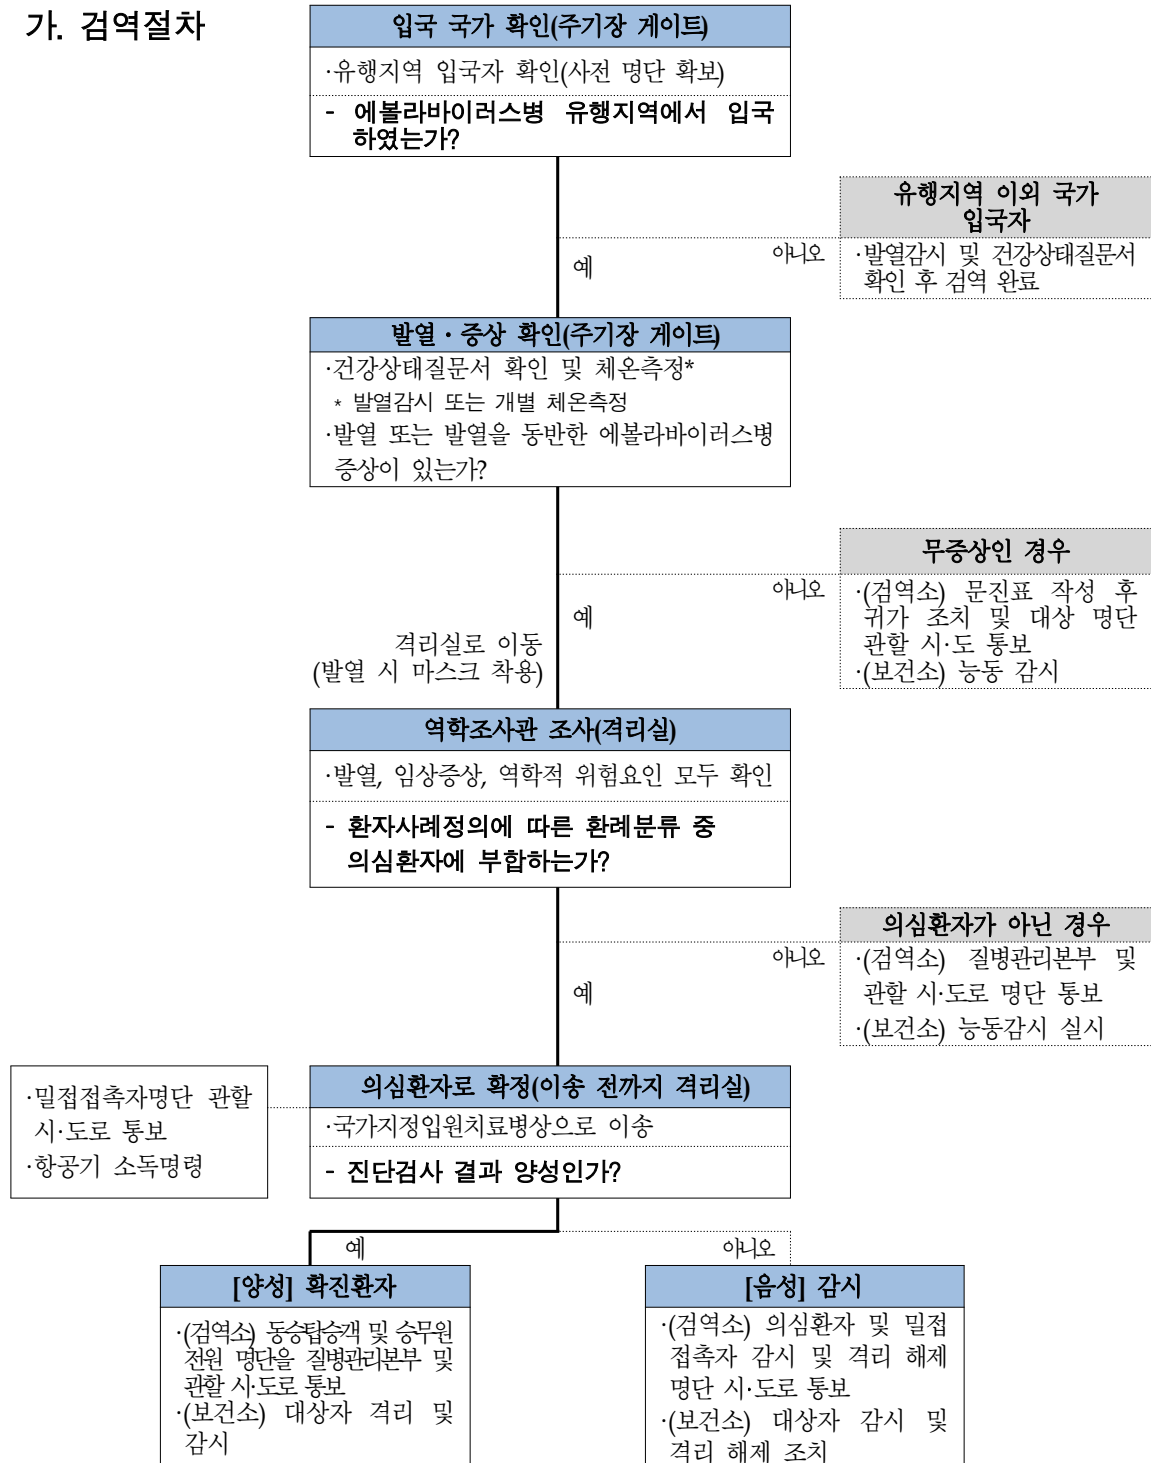 가. 검역절차
입국 국가 확인(주기장 게이트)
·유행지역 입국자 확인(사전 명단 확보)
- 에볼라바이러스병 유행지역에서 입국
하였는가?
유행지역 이외 국가
입국자
아니오
·발열감시 및 건강상태질문서
확인 후 검역 완료
예
발열·증상 확인(주기장 게이트)
·건강상태질문서 확인 및 체온측정*
* 발열감시 또는 개별 체온측정
·발열 또는 발열을 동반한 에볼라바이러스병
증상이 있는가?
무증상인 경우
아니오
·(검역소) 문진표 작성 후
귀가 조치 및 대상 명단
관할 시·도 통보
·(보건소) 능동 감시
예
격리실로 이동
(발열 시 마스크 착용)
역학조사관 조사(격리실)
·발열, 임상증상, 역학적 위험요인 모두 확인
- 환자사례정의에 따른 환례분류 중
의심환자에 부합하는가?
의심환자가 아닌 경우
아니오
·(검역소) 질병관리본부 및
관할 시·도로 명단 통보
·(보건소) 능동감시 실시
예
·밀접접촉자명단 관할
시·도로 통보
·항공기 소독명령
의심환자로 확정(이송 전까지 격리실)
·국가지정입원치료병상으로 이송
- 진단검사 결과 양성인가?
예
아니오
[양성] 확진환자
·(검역소) 동승탑승객 및 승무원
전원 명단을 질병관리본부 및
관할 시·도로 통보
·(보건소) 대상자 격리 및
감시
[음성] 감시
·(검역소) 의심환자 및 밀접
접촉자 감시 및 격리 해제
명단 시·도로 통보
·(보건소) 대상자 감시 및
격리 해제 조치